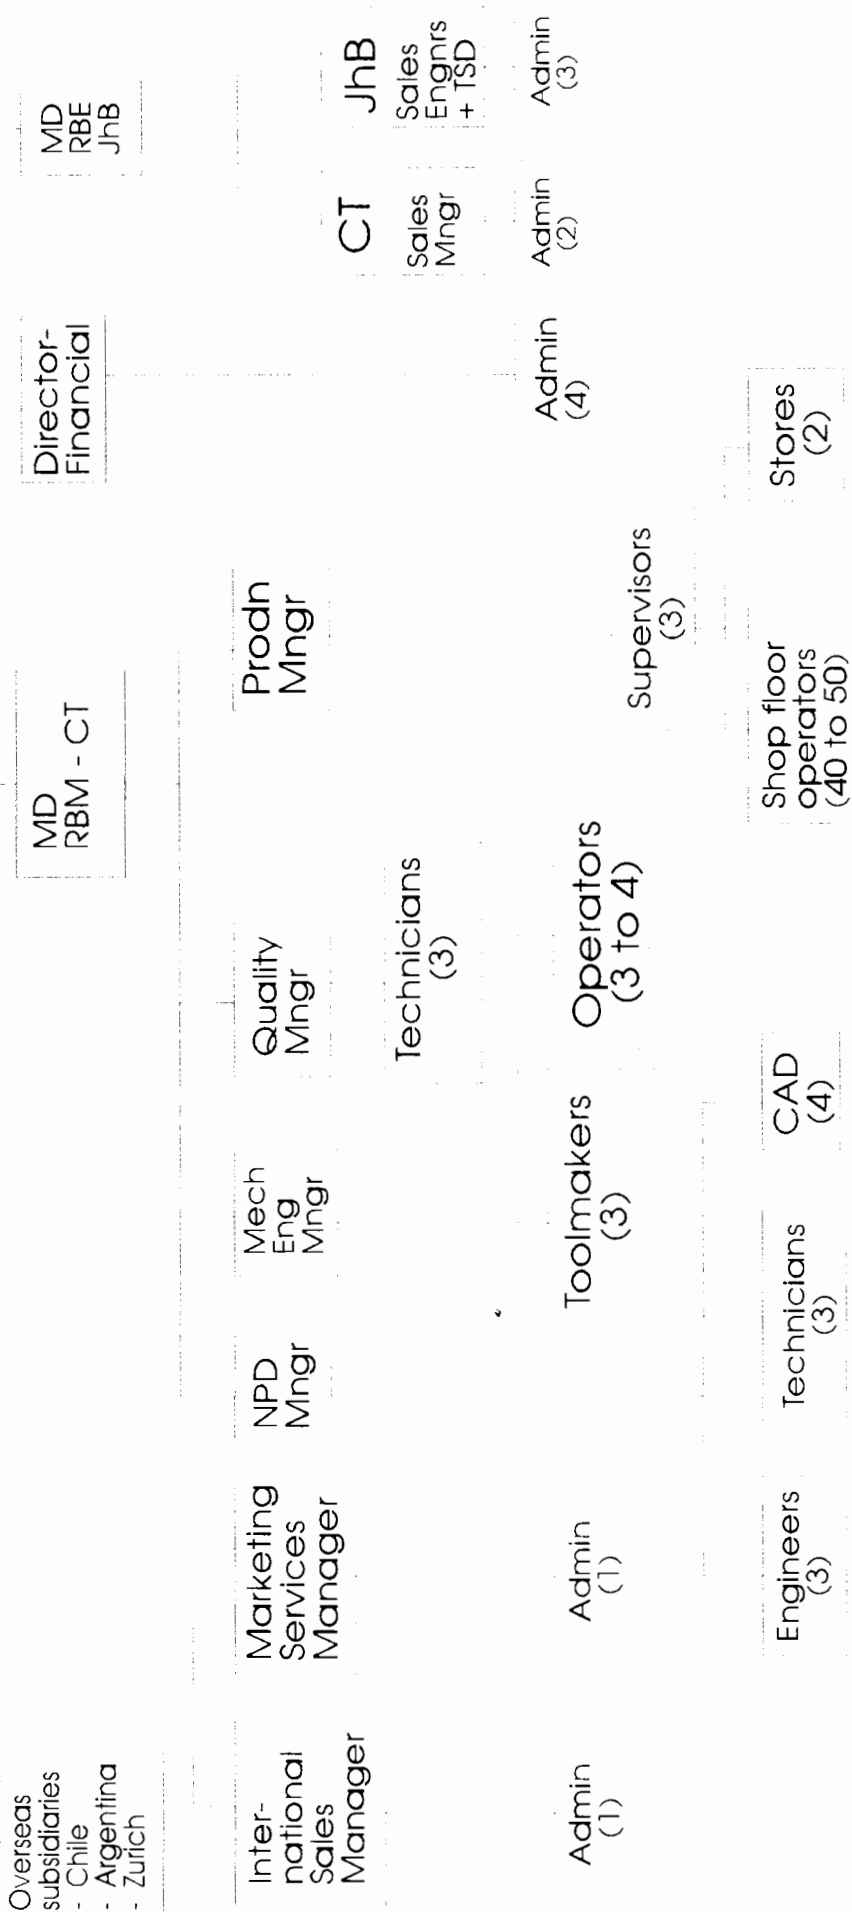 Overseas
subsidiaries
- Chile
- Argentina
- Zurich
MD
RBM - CT
Director-
Financial
MD
RBE
JhB
Inter-
national
Sales
Manager
Marketing
Services
Manager
NPD
Mngr
Mech
Eng
Mngr
Quality
Mngr
Prodn
Mngr
CT
Sales
Mngr
JhB
Sales
Engnrs
+ TSD
Technicians
(3)
Admin
(1)
Admin
(1)
Toolmakers
(3)
Operators
(3 to 4)
Admin
(4)
Admin
(2)
Admin
(3)
Supervisors
(3)
Engineers
(3)
Technicians
(3)
CAD
(4)
Shop floor
operators
(40 to 50)
Stores
(2)